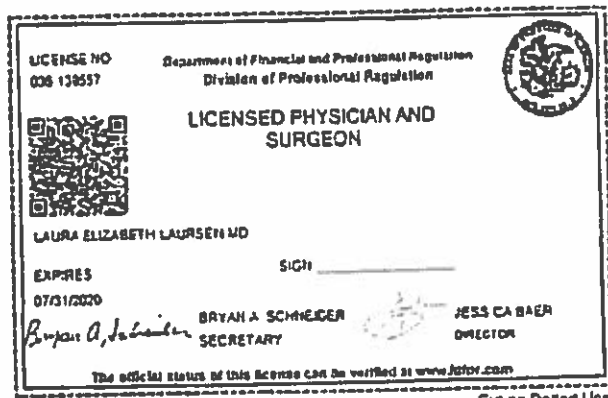 LICENSE NO.
036 138557
Department of Financial and Professional Regulation
Division of Professional Regulation
LICENSED PHYSICIAN AND
SURGEON
LAURA ELIZABETH LAURSEN MD
EXPIRES
07/31/2020
SIGN
BRYAN A. SCHNEIDER
SECRETARY
JESSICA BAER
DIRECTOR
The official status of this license can be verified at www.idfpr.com